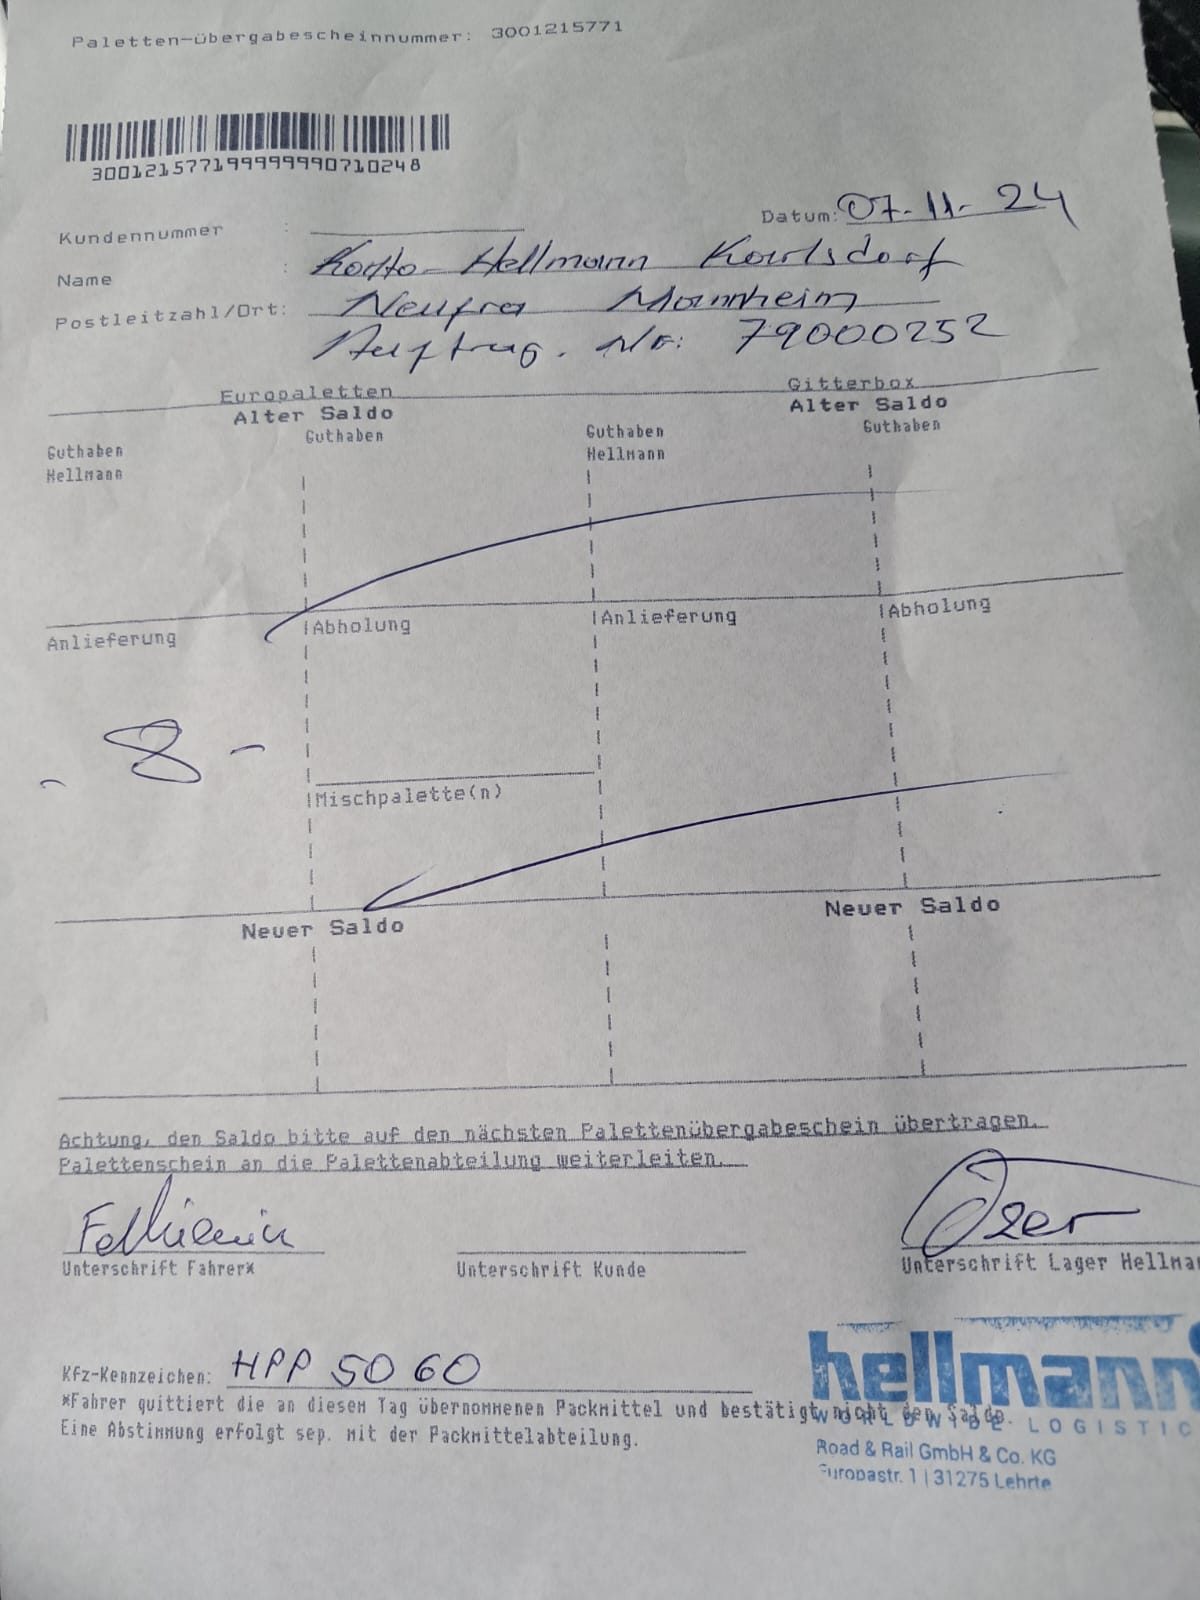 Paletten-übergabescheinnummer: 3001215771
3001215771999999990710248
Datum: 07.11.24
Kundennummer :
Name : Konto Hellmann Karlsdorf
Postleitzahl/Ort: Neufra Mannheim
Auftrag. Nr: 79000252
Europaletten Gitterbox
Alter Saldo Alter Saldo
Guthaben Guthaben Guthaben Guthaben
Hellmann Hellmann
Anlieferung Abholung Anlieferung Abholung
- 8 -
Mischpalette(n)
Neuer Saldo Neuer Saldo
Achtung, den Saldo bitte auf den nächsten Palettenübergabeschein übertragen.
Palettenschein an die Palettenabteilung weiterleiten.
Özer
Unterschrift Fahrer* Unterschrift Kunde Unterschrift Lager Hellma
Kfz-Kennzeichen: HPP 5060
*Fahrer quittiert die an diesem Tag übernommenen Packmittel und bestätigt nicht den Saldo.
Eine Abstimmung erfolgt sep. mit der Packmittelabteilung.
hellmann
WORLDWIDE LOGISTIC
Road & Rail GmbH & Co. KG
Europastr. 1 | 31275 Lehrte